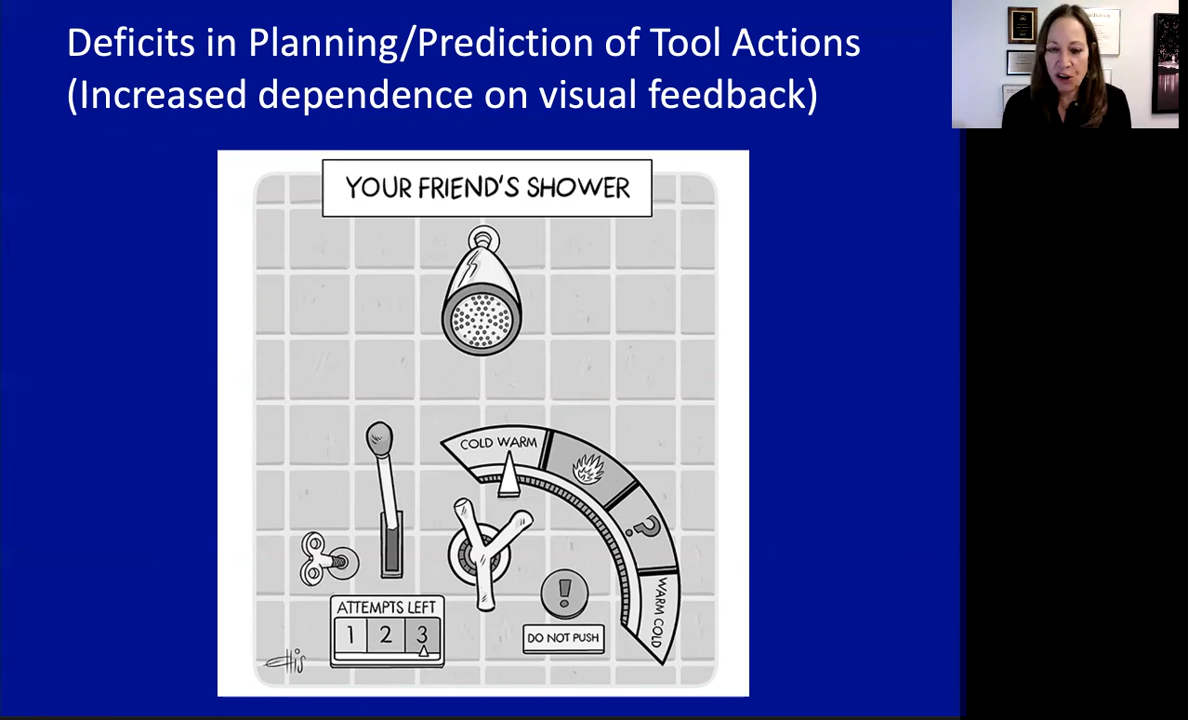 Deficits in Planning/Prediction of Tool Actions
(Increased dependence on visual feedback)
YOUR FRIEND'S SHOWER
COLD WARM
?
WARM COLD
!
DO NOT PUSH
ATTEMPTS LEFT
1 2 3
Ellis